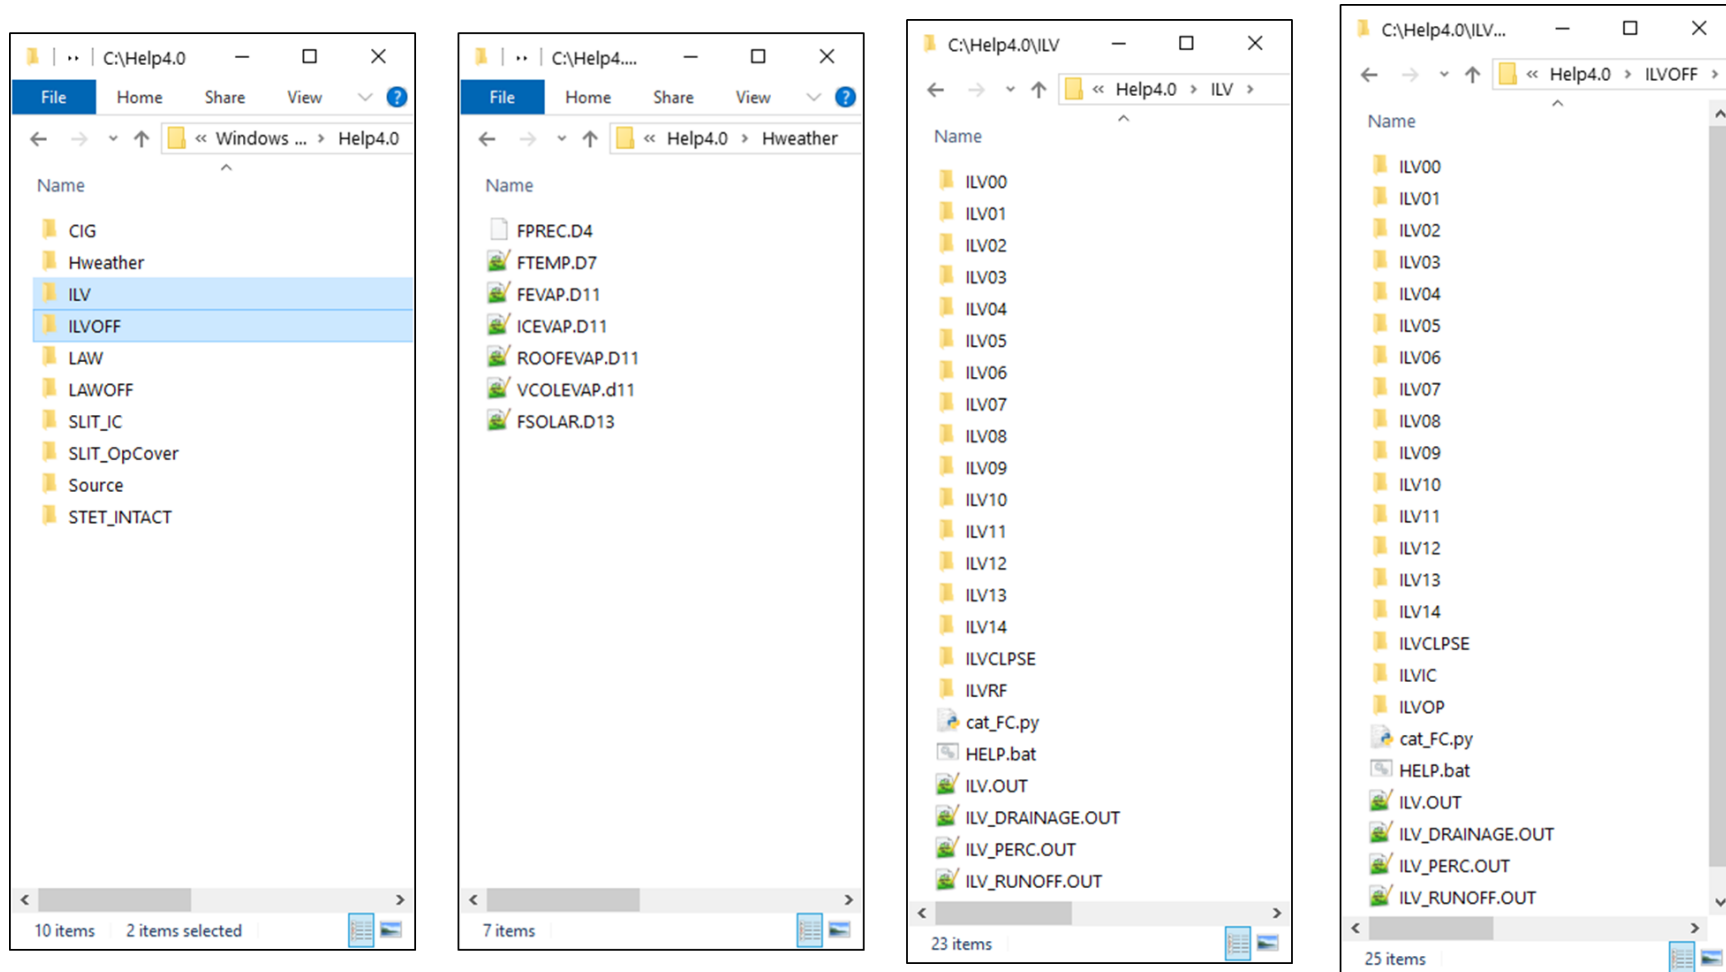 C:\Help4.0
File Home Share View ?
« Windows ... › Help4.0
Name
CIG
Hweather
ILV
ILVOFF
LAW
LAWOFF
SLIT_IC
SLIT_OpCover
Source
STET_INTACT
10 items 2 items selected
C:\Help4....
File Home Share View ?
« Help4.0 › Hweather
Name
FPREC.D4
FTEMP.D7
FEVAP.D11
ICEVAP.D11
ROOFEVAP.D11
VCOLEVAP.d11
FSOLAR.D13
7 items
C:\Help4.0\ILV
« Help4.0 › ILV ›
Name
ILV00
ILV01
ILV02
ILV03
ILV04
ILV05
ILV06
ILV07
ILV08
ILV09
ILV10
ILV11
ILV12
ILV13
ILV14
ILVCLPSE
ILVRF
cat_FC.py
HELP.bat
ILV.OUT
ILV_DRAINAGE.OUT
ILV_PERC.OUT
ILV_RUNOFF.OUT
23 items
C:\Help4.0\ILV...
« Help4.0 › ILVOFF ›
Name
ILV00
ILV01
ILV02
ILV03
ILV04
ILV05
ILV06
ILV07
ILV08
ILV09
ILV10
ILV11
ILV12
ILV13
ILV14
ILVCLPSE
ILVIC
ILVOP
cat_FC.py
HELP.bat
ILV.OUT
ILV_DRAINAGE.OUT
ILV_PERC.OUT
ILV_RUNOFF.OUT
25 items